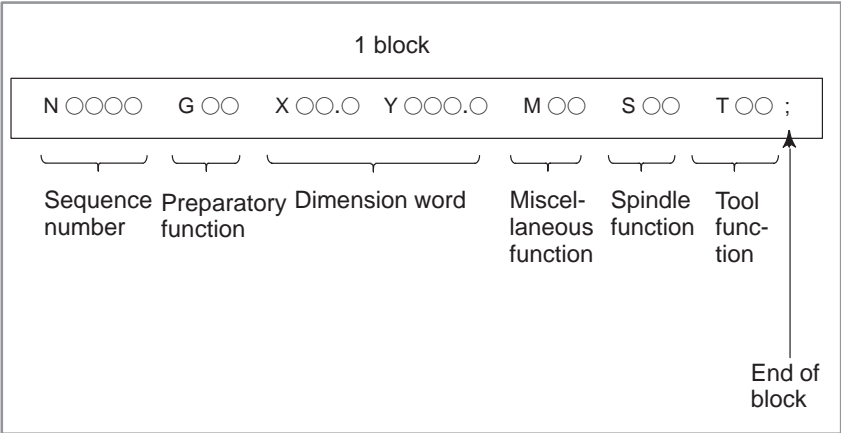 1 block
N ○○○○ G ○○ X ○○.○ Y ○○○.○ M ○○ S ○○ T ○○ ;
Sequence number
Preparatory function
Dimension word
Miscel-
laneous
function
Spindle
function
Tool
func-
tion
End of
block